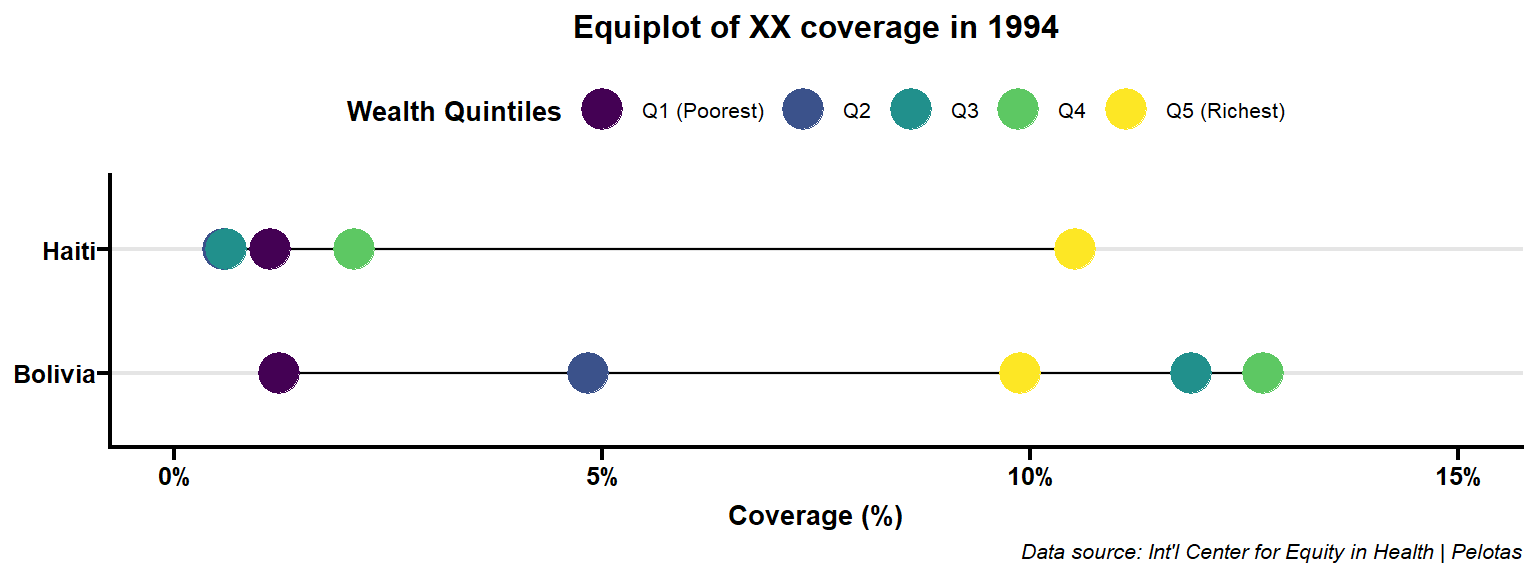 Equiplot of XX coverage in 1994
Wealth Quintiles Q1 (Poorest) Q2 Q3 Q4 Q5 (Richest)
Haiti
Bolivia
0% 5% 10% 15%
Coverage (%)
Data source: Int'l Center for Equity in Health | Pelotas